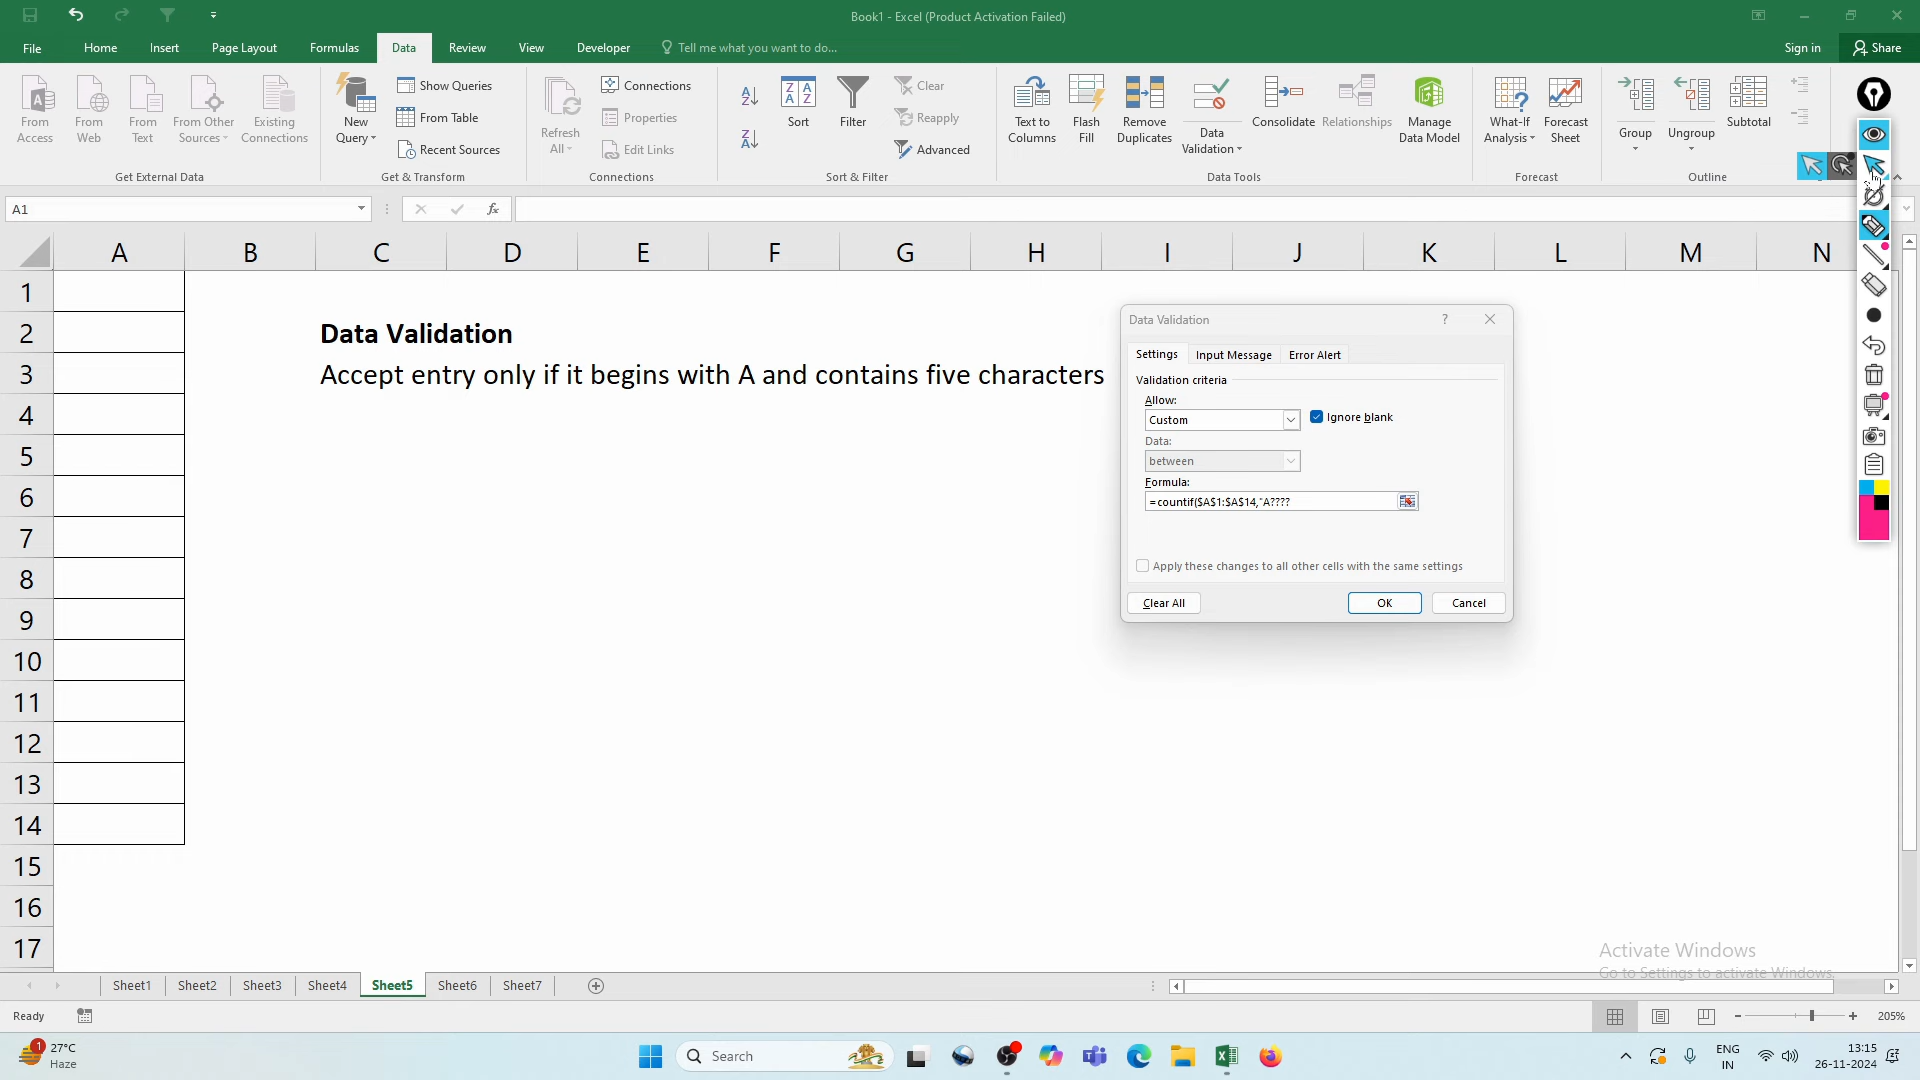 Book1 - Excel (Product Activation Failed)
File Home Insert Page Layout Formulas Data Review View Developer Tell me what you want to do... Sign in Share
From Access
From Web
From Text
From Other Sources
Existing Connections
Get External Data
New Query
Show Queries
From Table
Recent Sources
Get & Transform
Refresh All
Connections
Properties
Edit Links
Connections
Sort
Filter
Clear
Reapply
Advanced
Sort & Filter
Text to Columns
Flash Fill
Remove Duplicates
Data Validation
Consolidate
Relationships
Manage Data Model
Data Tools
What-If Analysis
Forecast Sheet
Forecast
Group
Ungroup
Subtotal
Outline
A1
fx
A B C D E F G H I J K L M N
1
2
3
4
5
6
7
8
9
10
11
12
13
14
15
16
17
Data Validation
Accept entry only if it begins with A and contains five characters
Data Validation ?
Settings Input Message Error Alert
Validation criteria
Allow:
Custom Ignore blank
Data:
between
Formula:
=countif($A$1:$A$14,"A????
Apply these changes to all other cells with the same settings
Clear All OK Cancel
Activate Windows
Go to Settings to activate Windows.
Sheet1 Sheet2 Sheet3 Sheet4 Sheet5 Sheet6 Sheet7
Ready 205%
1 27°C
Haze
Search
ENG
IN
13:15
26-11-2024